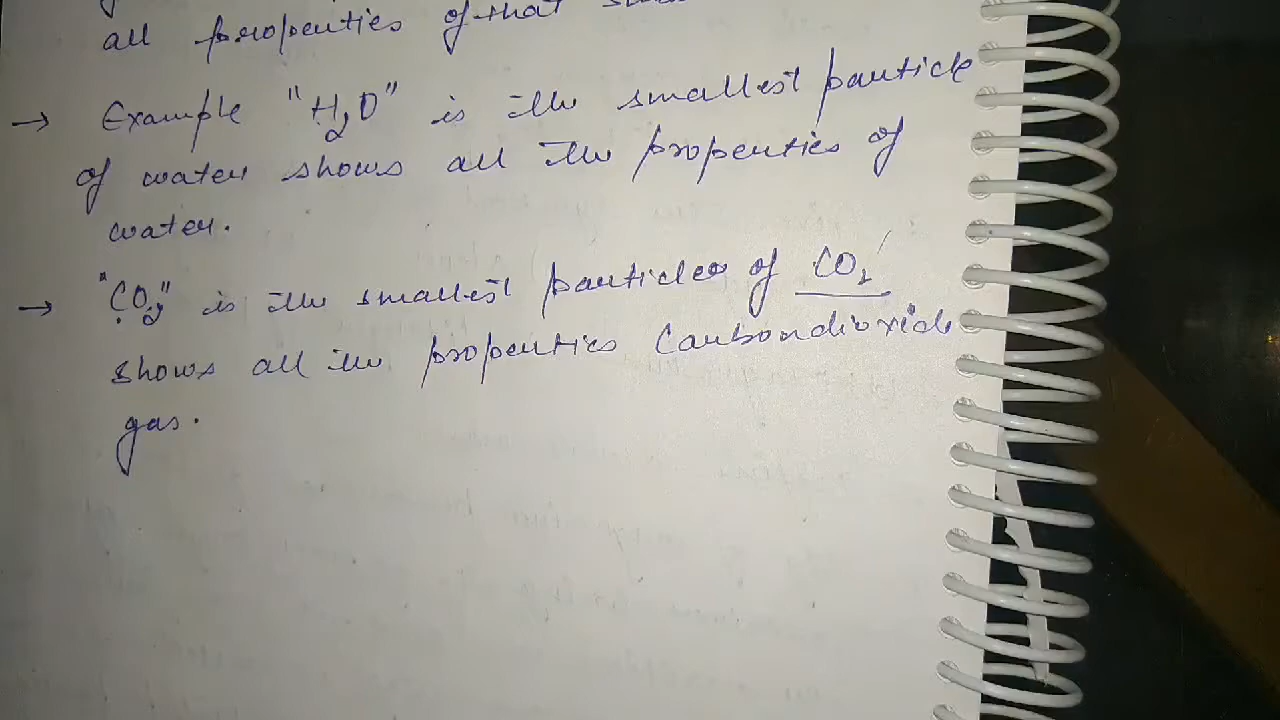 all properties of that
→ Example "H₂O" is the smallest particle
of water shows all the properties of
water.
→ "CO₂" is the smallest particles of CO₂
shows all the properties Carbondioxide
gas.